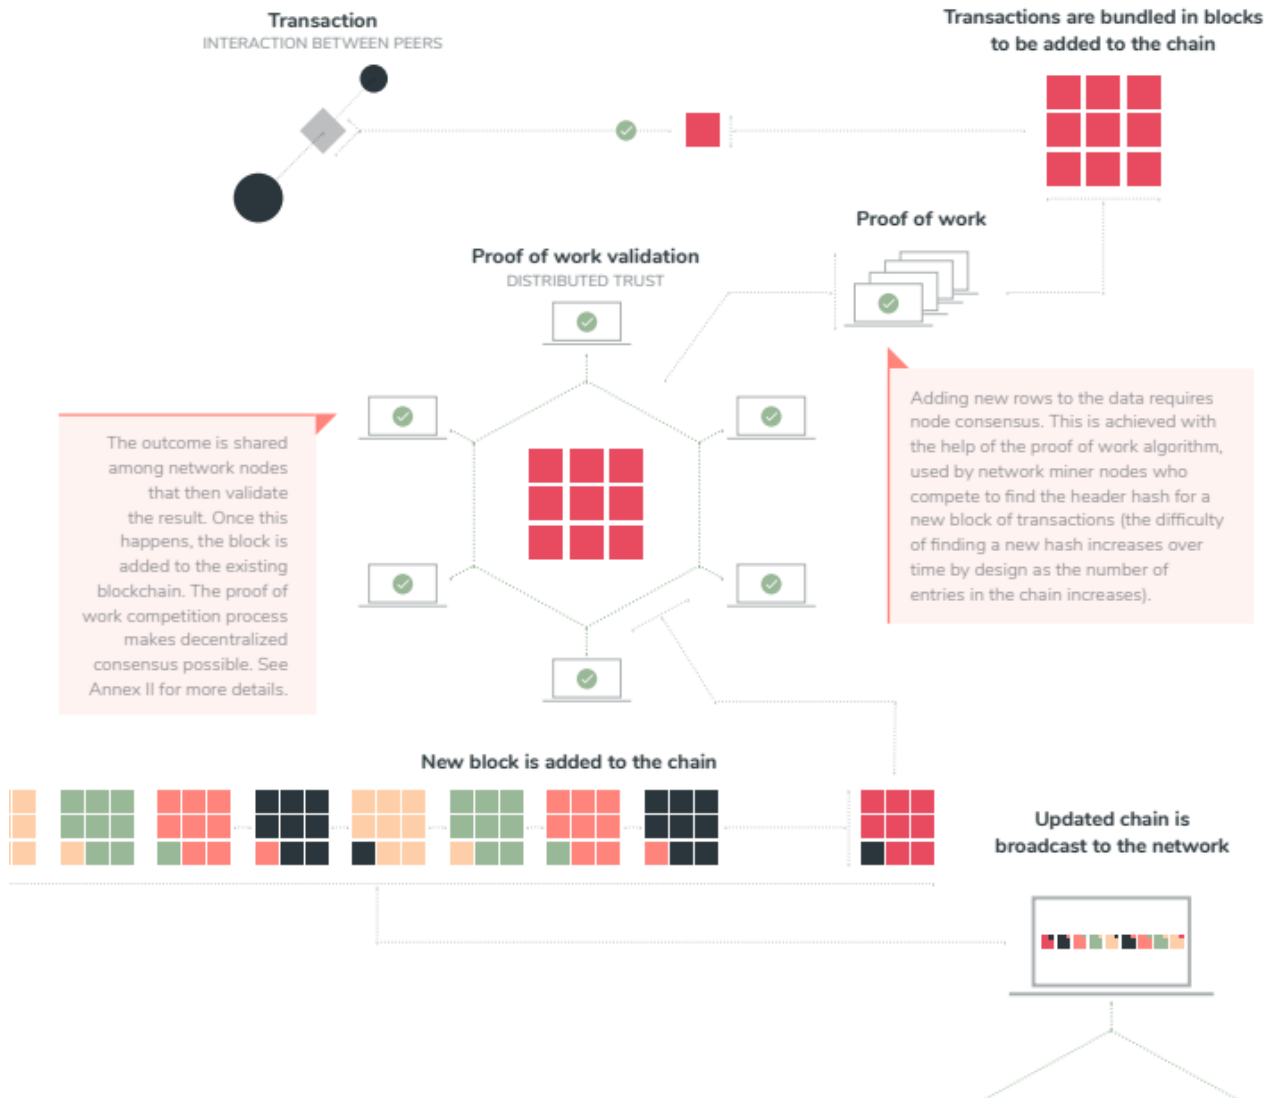 Transaction
INTERACTION BETWEEN PEERS
Transactions are bundled in blocks
to be added to the chain
Proof of work
Proof of work validation
DISTRIBUTED TRUST
Adding new rows to the data requires
node consensus. This is achieved with
the help of the proof of work algorithm,
used by network miner nodes who
compete to find the header hash for a
new block of transactions (the difficulty
of finding a new hash increases over
time by design as the number of
entries in the chain increases).
The outcome is shared
among network nodes
that then validate
the result. Once this
happens, the block is
added to the existing
blockchain. The proof of
work competition process
makes decentralized
consensus possible. See
Annex II for more details.
New block is added to the chain
Updated chain is
broadcast to the network